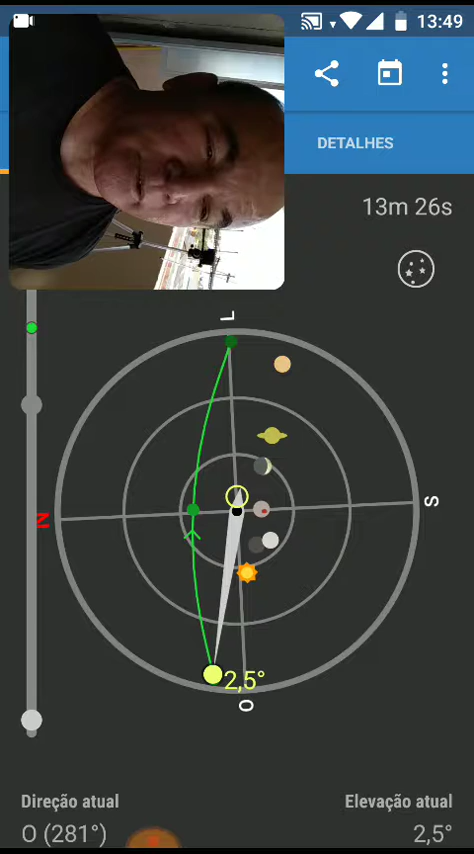 13:49
DETALHES
13m 26s
L
S
N
2,5°
O
Direção atual
Elevação atual
O (281°)
2,5°